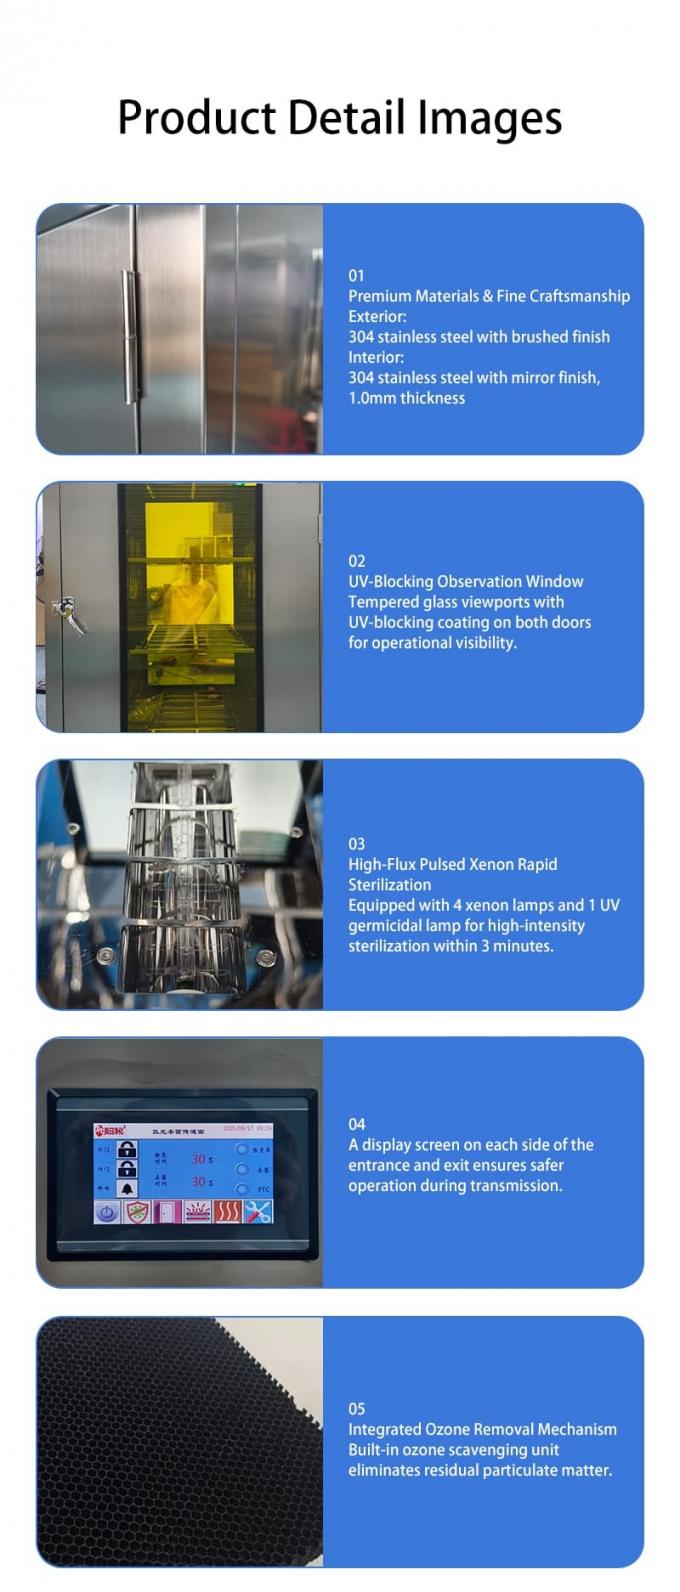 Product Detail Images
01
Premium Materials & Fine Craftsmanship
Exterior:
304 stainless steel with brushed finish
Interior:
304 stainless steel with mirror finish,
1.0mm thickness
02
UV-Blocking Observation Window
Tempered glass viewports with
UV-blocking coating on both doors
for operational visibility.
03
High-Flux Pulsed Xenon Rapid
Sterilization
Equipped with 4 xenon lamps and 1 UV
germicidal lamp for high-intensity
sterilization within 3 minutes.
04
A display screen on each side of the
entrance and exit ensures safer
operation during transmission.
30 S
30 S
PTC
05
Integrated Ozone Removal Mechanism
Built-in ozone scavenging unit
eliminates residual particulate matter.